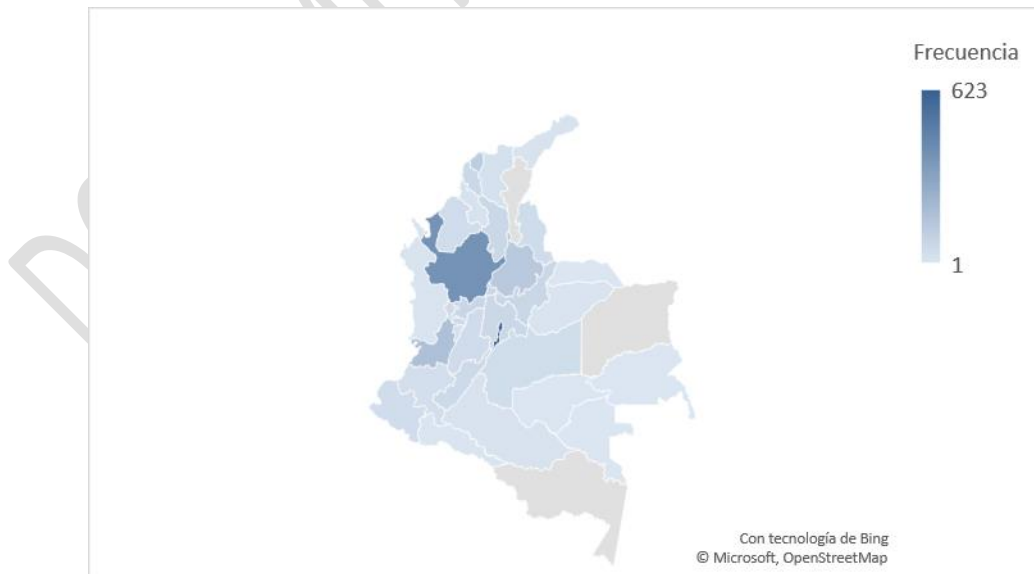 Frecuencia
623
1
Con tecnología de Bing
© Microsoft, OpenStreetMap